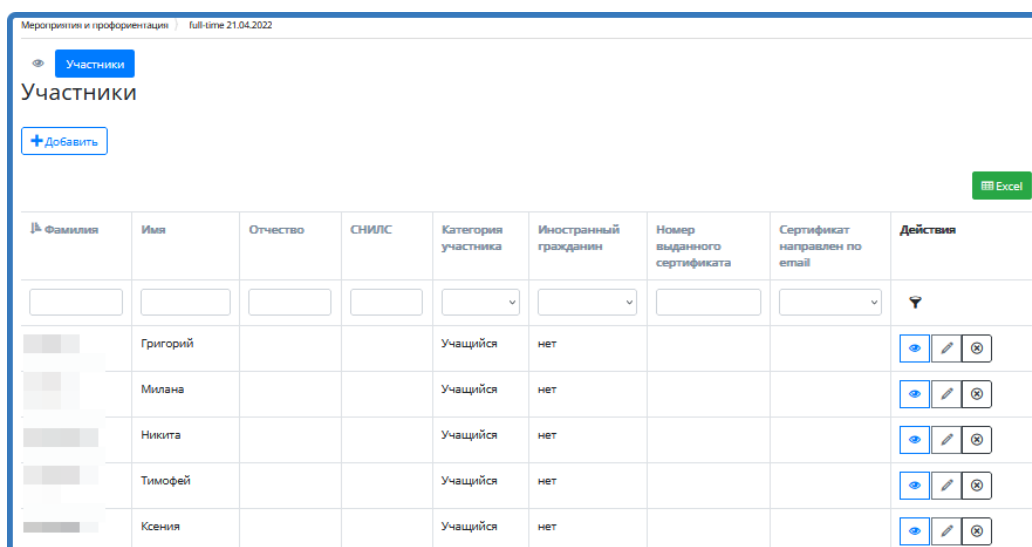 Мероприятия и профориентация full-time 21.04.2022
Участники
Участники
Добавить
Excel
Фамилия Имя Отчество СНИЛС Категория участника Иностранный гражданин Номер выданного сертификата Сертификат направлен по email Действия
Григорий Учащийся нет
Милана Учащийся нет
Никита Учащийся нет
Тимофей Учащийся нет
Ксения Учащийся нет